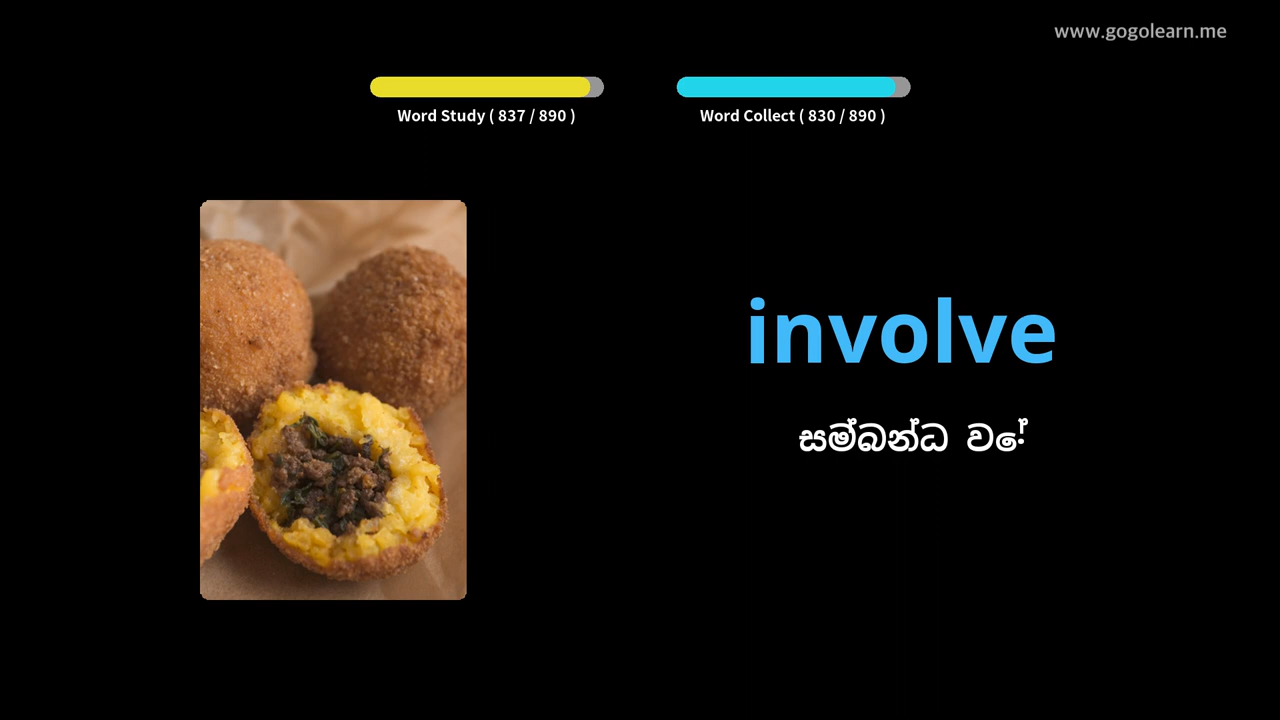 www.gogolearn.me
Word Study ( 837 / 890 )
Word Collect ( 830 / 890 )
involve
සම්බන්ධ වේ!